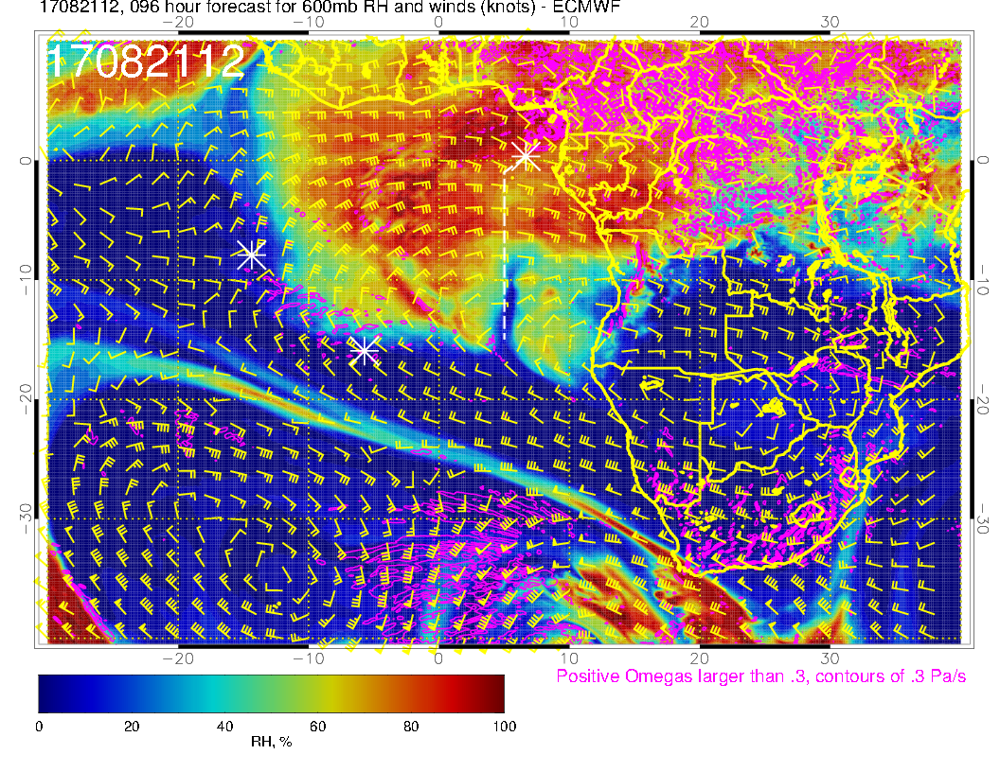 17082112, 096 hour forecast for 600mb RH and winds (knots) - ECMWF
−20 −10 0 10 20 30
17082112
0 0
−10 −10
−20 −20
−30 −30
−20 −10 0 10 20 30
Positive Omegas larger than .3, contours of .3 Pa/s
0 20 40 60 80 100
RH, %